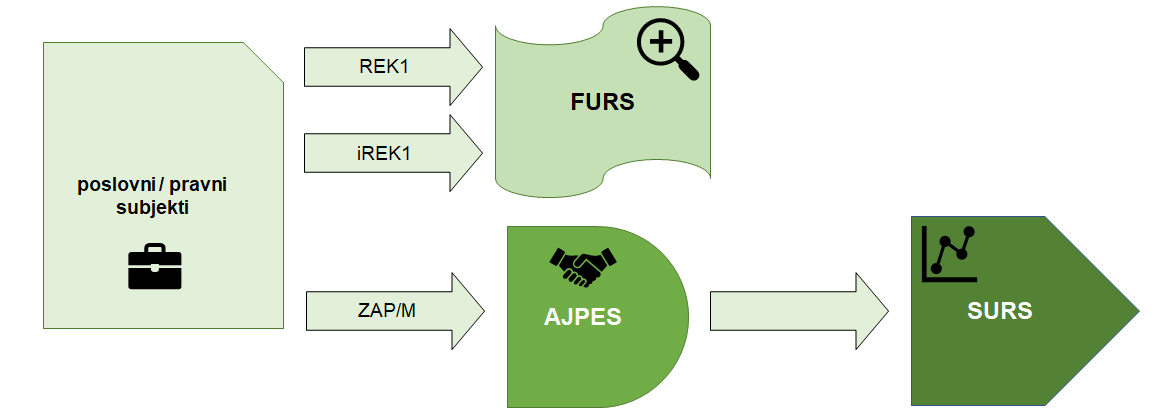 REK1
FURS
iREK1
poslovni / pravni
subjekti
ZAP/M
AJPES
SURS